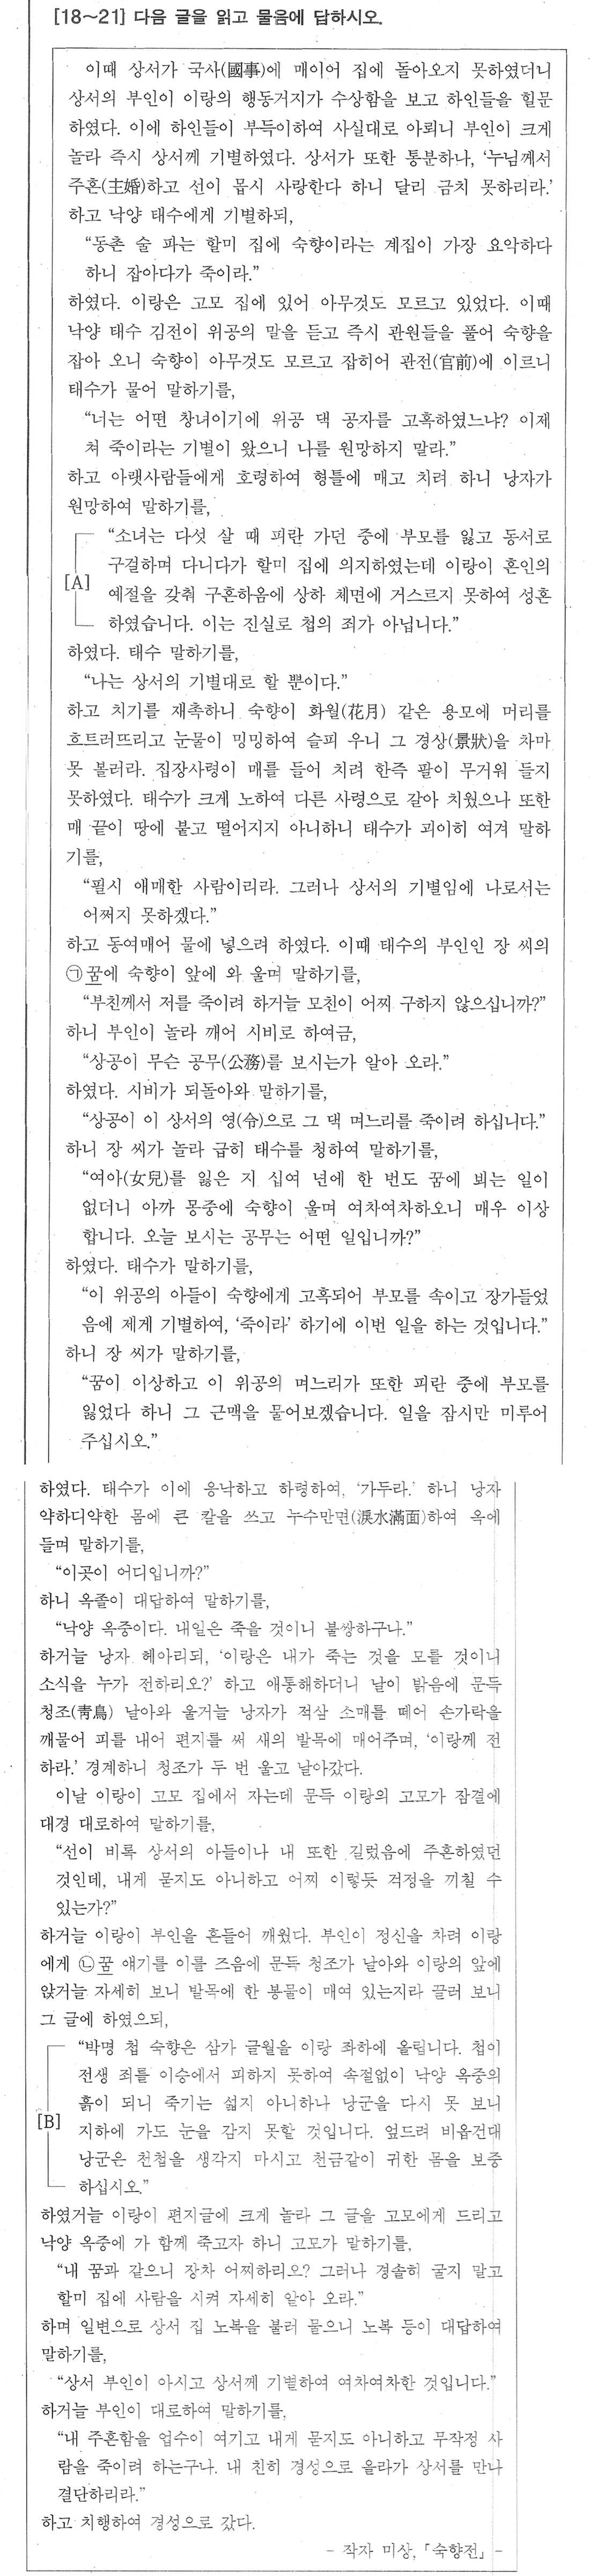 [18~21] 다음 글을 읽고 물음에 답하시오.
이때 상서가 국사(國事)에 매이어 집에 돌아오지 못하였더니
상서의 부인이 이랑의 행동거지가 수상함을 보고 하인들을 힐문
하였다. 이에 하인들이 부득이하여 사실대로 아뢰니 부인이 크게
놀라 즉시 상서께 기별하였다. 상서가 또한 통분하나, ‘누님께서
주혼(主婚)하고 선이 몹시 사랑한다 하니 달리 금치 못하리라.’
하고 낙양 태수에게 기별하되,
“동촌 술 파는 할미 집에 숙향이라는 계집이 가장 요악하다
하니 잡아다가 죽이라.”
하였다. 이랑은 고모 집에 있어 아무것도 모르고 있었다. 이때
낙양 태수 김전이 위공의 말을 듣고 즉시 관원들을 풀어 숙향을
잡아 오니 숙향이 아무것도 모르고 잡히어 관전(官前)에 이르니
태수가 물어 말하기를,
“너는 어떤 창녀이기에 위공 댁 공자를 고혹하였느냐? 이제
쳐 죽이라는 기별이 왔으니 나를 원망하지 말라.”
하고 아랫사람들에게 호령하여 형틀에 매고 치려 하니 낭자가
원망하여 말하기를,
“소녀는 다섯 살 때 피란 가던 중에 부모를 잃고 동서로
구걸하며 다니다가 할미 집에 의지하였는데 이랑이 혼인의
[A] 예절을 갖춰 구혼하옴에 상하 체면에 거스르지 못하여 성혼
하였습니다. 이는 진실로 첩의 죄가 아닙니다.”
하였다. 태수 말하기를,
“나는 상서의 기별대로 할 뿐이다.”
하고 치기를 재촉하니 숙향이 화월(花月) 같은 용모에 머리를
흐트러뜨리고 눈물이 밍밍하여 슬피 우니 그 경상(景狀)을 차마
못 볼러라. 집장사령이 매를 들어 치려 한즉 팔이 무거워 들지
못하였다. 태수가 크게 노하여 다른 사령으로 갈아 치웠으나 또한
매 끝이 땅에 붙고 떨어지지 아니하니 태수가 괴이히 여겨 말하
기를,
“필시 애매한 사람이리라. 그러나 상서의 기별임에 나로서는
어쩌지 못하겠다.”
하고 동여매어 물에 넣으려 하였다. 이때 태수의 부인인 장 씨의
㉠꿈에 숙향이 앞에 와 울며 말하기를,
“부친께서 저를 죽이려 하거늘 모친이 어찌 구하지 않으십니까?”
하니 부인이 놀라 깨어 시비로 하여금,
“상공이 무슨 공무(公務)를 보시는가 알아 오라.”
하였다. 시비가 되돌아와 말하기를,
“상공이 이 상서의 영(令)으로 그 댁 며느리를 죽이려 하십니다.”
하니 장 씨가 놀라 급히 태수를 청하여 말하기를,
“여아(女兒)를 잃은 지 십여 년에 한 번도 꿈에 뵈는 일이
없더니 아까 몽중에 숙향이 울며 여차여차하오니 매우 이상
합니다. 오늘 보시는 공무는 어떤 일입니까?”
하였다. 태수가 말하기를,
“이 위공의 아들이 숙향에게 고혹되어 부모를 속이고 장가들었
음에 제게 기별하여, ‘죽이라’ 하기에 이번 일을 하는 것입니다.”
하니 장 씨가 말하기를,
“꿈이 이상하고 이 위공의 며느리가 또한 피란 중에 부모를
잃었다 하니 그 근맥을 물어보겠습니다. 일을 잠시만 미루어
주십시오.”
하였다. 태수가 이에 응낙하고 하령하여, ‘가두라.’ 하니 낭자
약하디약한 몸에 큰 칼을 쓰고 누수만면(淚水滿面)하여 옥에
들며 말하기를,
“이곳이 어디입니까?”
하니 옥졸이 대답하여 말하기를,
“낙양 옥중이다. 내일은 죽을 것이니 불쌍하구나.”
하거늘 낭자 헤아리되, ‘이랑은 내가 죽는 것을 모를 것이니
소식을 누가 전하리오?’ 하고 애통해하더니 날이 밝음에 문득
청조(靑鳥) 날아와 울거늘 낭자가 적삼 소매를 떼어 손가락을
깨물어 피를 내어 편지를 써 새의 발목에 매어주며, ‘이랑께 전
하라.’ 경계하니 청조가 두 번 울고 날아갔다.
이날 이랑이 고모 집에서 자는데 문득 이랑의 고모가 잠결에
대경 대로하여 말하기를,
“선이 비록 상서의 아들이나 내 또한 길렀음에 주혼하였던
것인데, 내게 묻지도 아니하고 어찌 이렇듯 걱정을 끼칠 수
있는가?”
하거늘 이랑이 부인을 흔들어 깨웠다. 부인이 정신을 차려 이랑
에게 ㉡꿈 얘기를 이를 즈음에 문득 청조가 날아와 이랑의 앞에
앉거늘 자세히 보니 발목에 한 봉물이 매여 있는지라 끌러 보니
그 글에 하였으되,
“박명 첩 숙향은 삼가 글월을 이랑 좌하에 올립니다. 첩이
전생 죄를 이승에서 피하지 못하여 속절없이 낙양 옥중의
[B] 흙이 되니 죽기는 섧지 아니하나 낭군을 다시 못 보니
지하에 가도 눈을 감지 못할 것입니다. 엎드려 비옵건대
낭군은 천첩을 생각지 마시고 천금같이 귀한 몸을 보중
하십시오.”
하였거늘 이랑이 편지글에 크게 놀라 그 글을 고모에게 드리고
낙양 옥중에 가 함께 죽고자 하니 고모가 말하기를,
“내 꿈과 같으니 장차 어찌하리오? 그러나 경솔히 굴지 말고
할미 집에 사람을 시켜 자세히 알아 오라.”
하며 일변으로 상서 집 노복을 불러 물으니 노복 등이 대답하여
말하기를,
“상서 부인이 아시고 상서께 기별하여 여차여차한 것입니다.”
하거늘 부인이 대로하여 말하기를,
“내 주혼함을 업수이 여기고 내게 묻지도 아니하고 무작정 사
람을 죽이려 하는구나. 내 친히 경성으로 올라가 상서를 만나
결단하리라.”
하고 치행하여 경성으로 갔다.
- 작자 미상, 「숙향전」 -